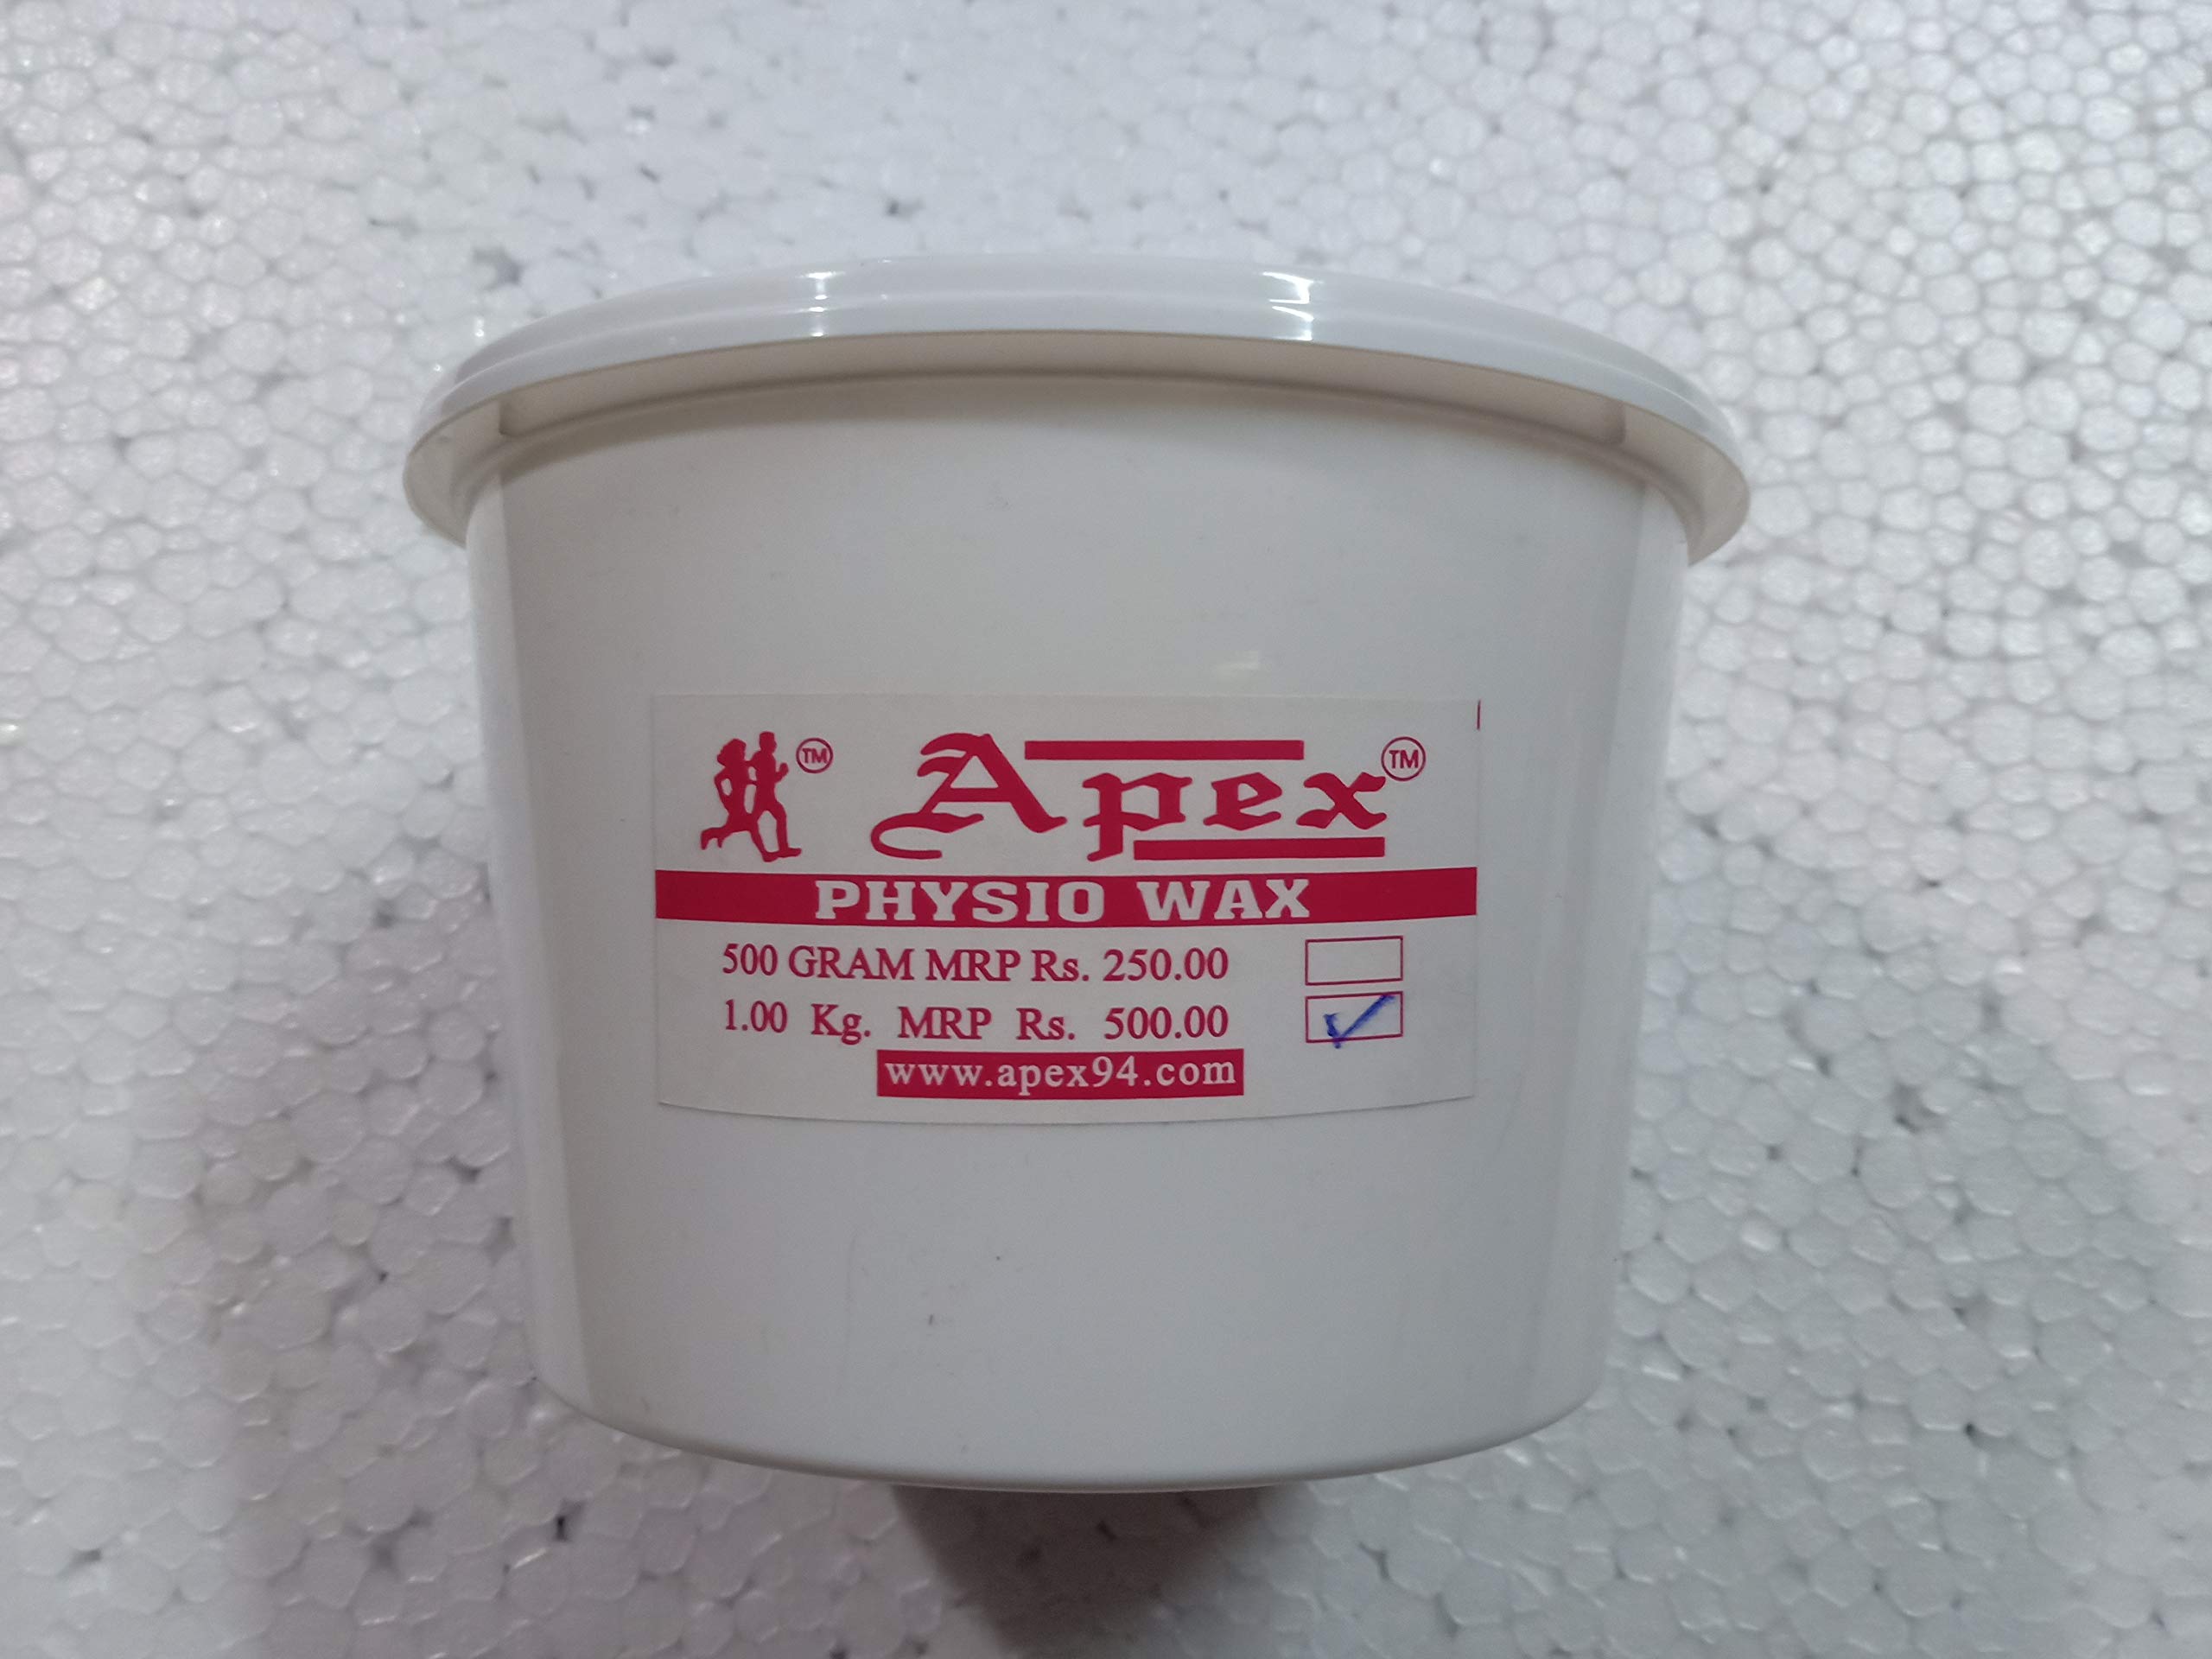 TM Apex TM
PHYSIO WAX
500 GRAM MRP Rs. 250.00
1.00 Kg. MRP Rs. 500.00
www.apex94.com